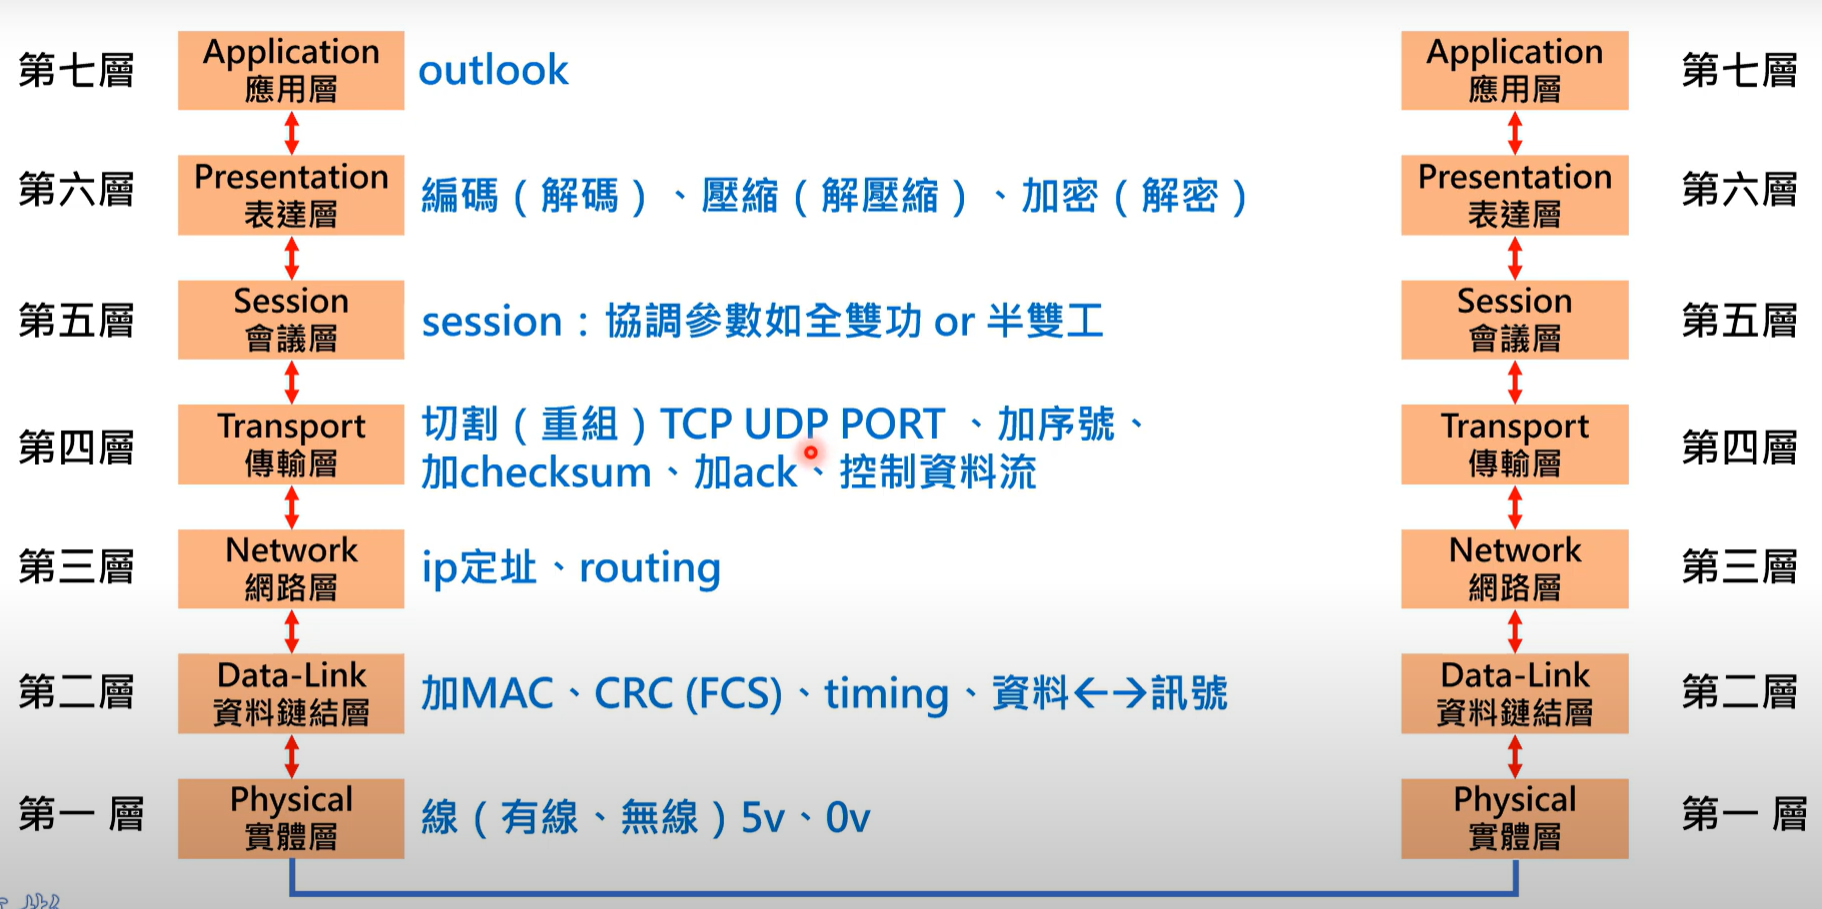 第七層
Application
應用層
outlook
Application
應用層
第七層
第六層
Presentation
表達層
編碼（解碼）、壓縮（解壓縮）、加密（解密）
Presentation
表達層
第六層
第五層
Session
會議層
session：協調參數如全雙功 or 半雙工
Session
會議層
第五層
第四層
Transport
傳輸層
切割（重組）TCP UDP PORT 、加序號、
加checksum、加ack、控制資料流
Transport
傳輸層
第四層
第三層
Network
網路層
ip定址、routing
Network
網路層
第三層
第二層
Data-Link
資料鏈結層
加MAC、CRC (FCS)、timing、資料←→訊號
Data-Link
資料鏈結層
第二層
第一 層
Physical
實體層
線（有線、無線）5v、0v
Physical
實體層
第一 層